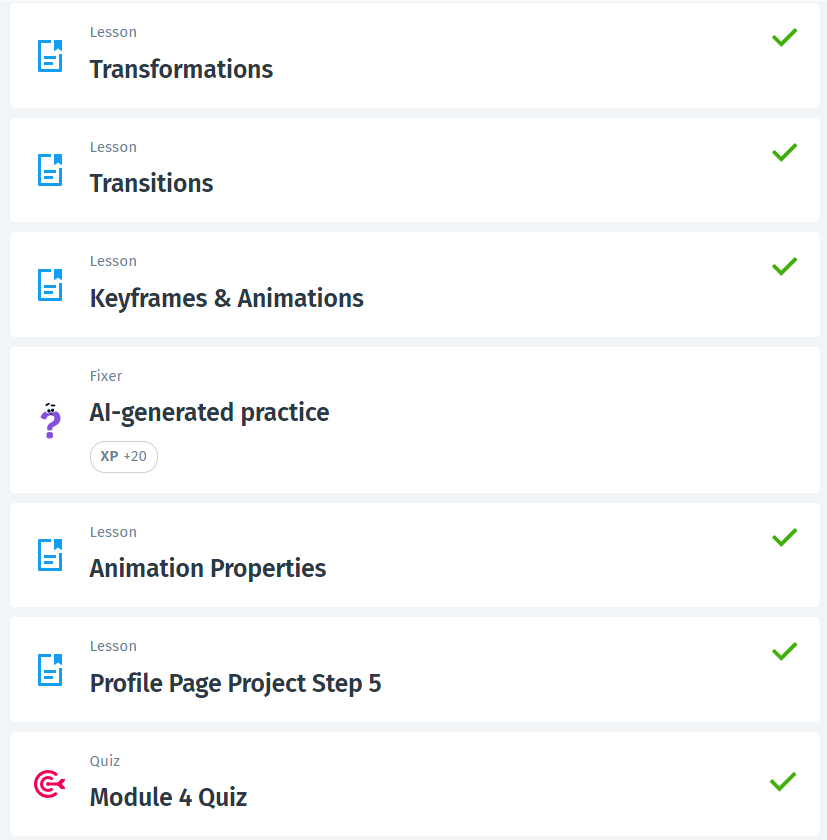 Lesson
Transformations
Lesson
Transitions
Lesson
Keyframes & Animations
Fixer
AI-generated practice
XP +20
Lesson
Animation Properties
Lesson
Profile Page Project Step 5
Quiz
Module 4 Quiz